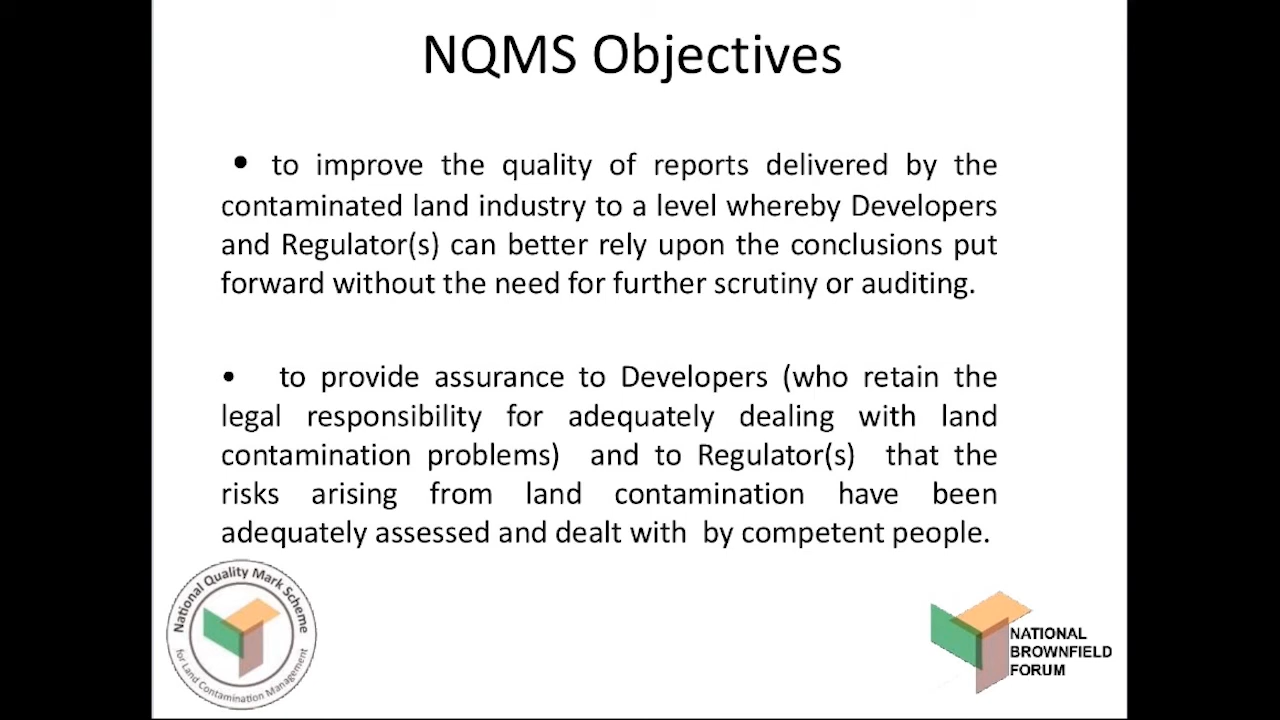 NQMS Objectives
• to improve the quality of reports delivered by the
contaminated land industry to a level whereby Developers
and Regulator(s) can better rely upon the conclusions put
forward without the need for further scrutiny or auditing.
• to provide assurance to Developers (who retain the
legal responsibility for adequately dealing with land
contamination problems) and to Regulator(s) that the
risks arising from land contamination have been
adequately assessed and dealt with by competent people.
National Quality Mark Scheme
for Land Contamination Management
NATIONAL
BROWNFIELD
FORUM